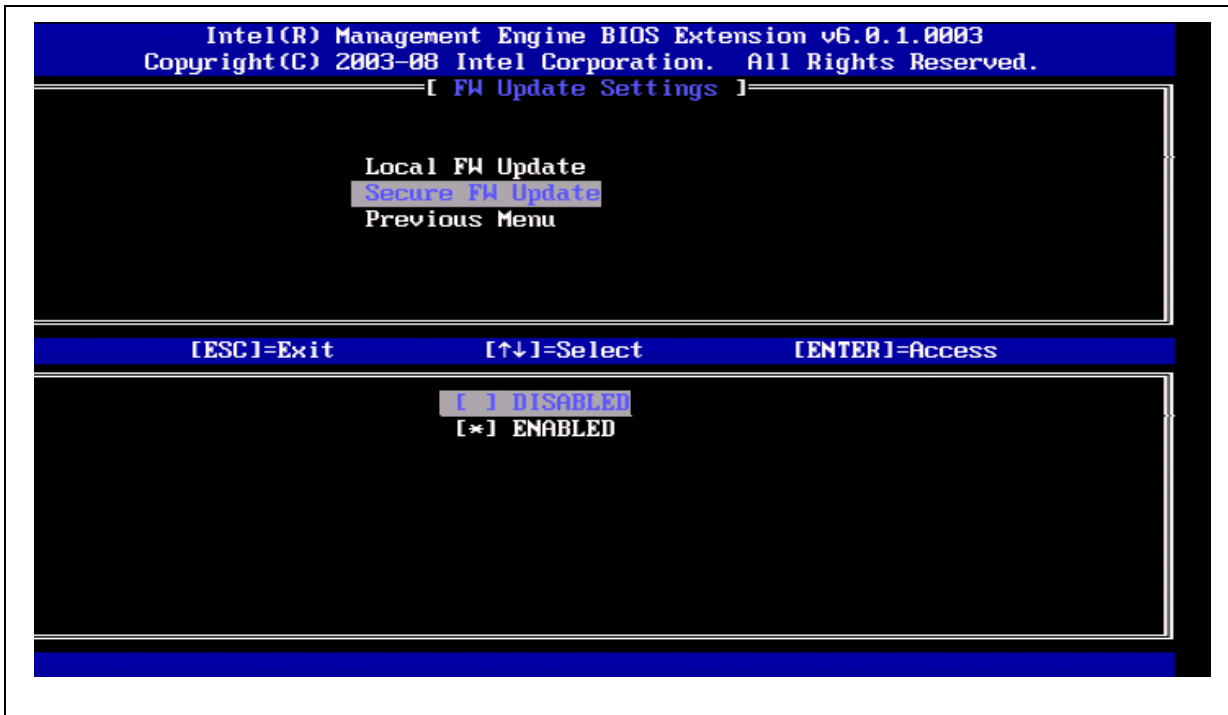 Intel(R) Management Engine BIOS Extension v6.0.1.0003
Copyright(C) 2003-08 Intel Corporation. All Rights Reserved.
[ FW Update Settings ]
Local FW Update
Secure FW Update
Previous Menu
[ESC]=Exit [↑↓]=Select [ENTER]=Access
[ ] DISABLED
[*] ENABLED